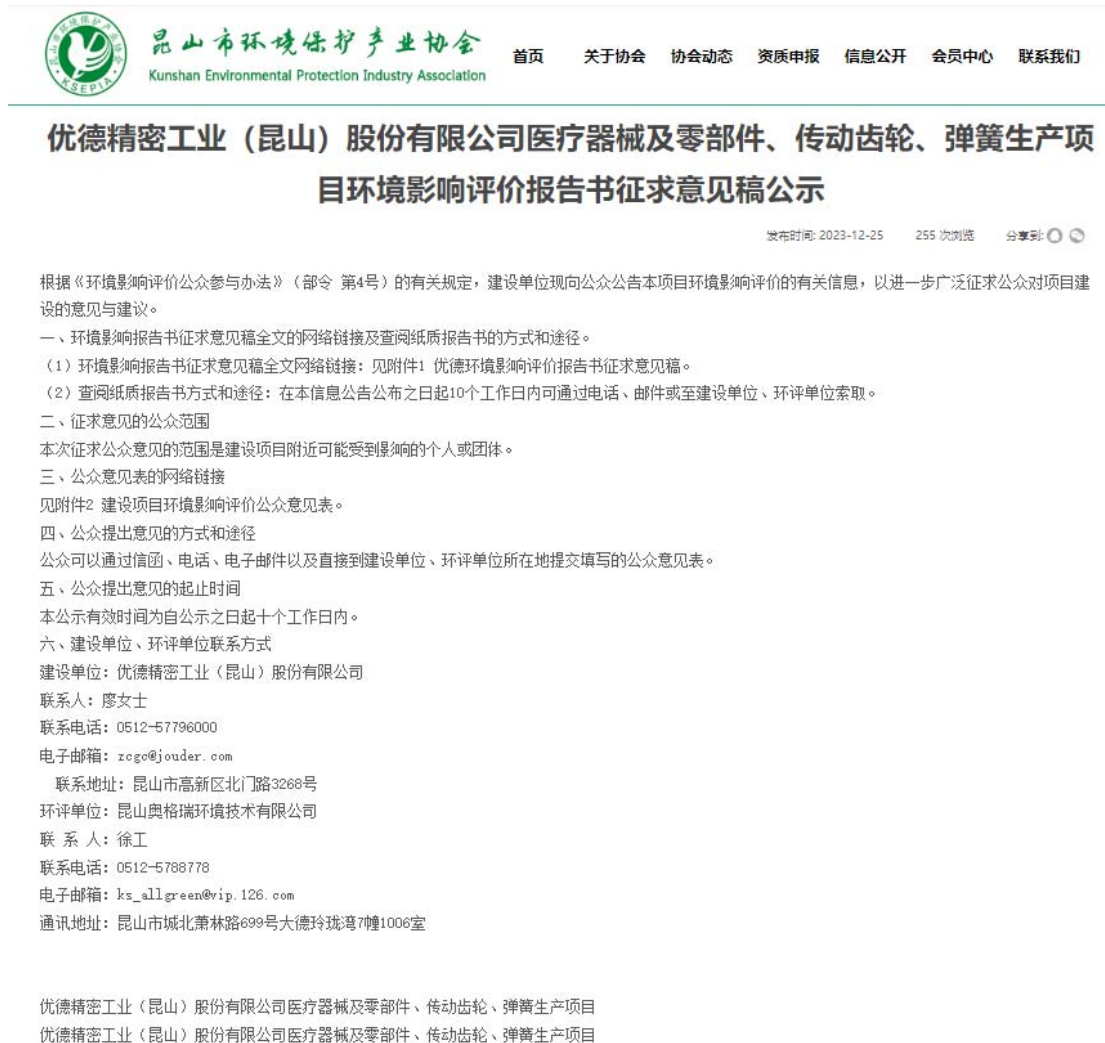 昆山市环境保护产业协会
Kunshan Environmental Protection Industry Association
KSEPIA
首页 关于协会 协会动态 资质申报 信息公开 会员中心 联系我们
优德精密工业（昆山）股份有限公司医疗器械及零部件、传动齿轮、弹簧生产项
目环境影响评价报告书征求意见稿公示
发布时间: 2023-12-25 255 次浏览 分享到:
根据《环境影响评价公众参与办法》（部令 第4号）的有关规定，建设单位现向公众公告本项目环境影响评价的有关信息，以进一步广泛征求公众对项目建
设的意见与建议。
一、环境影响报告书征求意见稿全文的网络链接及查阅纸质报告书的方式和途径。
（1）环境影响报告书征求意见稿全文网络链接：见附件1 优德环境影响评价报告书征求意见稿。
（2）查阅纸质报告书方式和途径：在本信息公告公布之日起10个工作日内可通过电话、邮件或至建设单位、环评单位索取。
二、征求意见的公众范围
本次征求公众意见的范围是建设项目附近可能受到影响的个人或团体。
三、公众意见表的网络链接
见附件2 建设项目环境影响评价公众意见表。
四、公众提出意见的方式和途径
公众可以通过信函、电话、电子邮件以及直接到建设单位、环评单位所在地提交填写的公众意见表。
五、公众提出意见的起止时间
本公示有效时间为自公示之日起十个工作日内。
六、建设单位、环评单位联系方式
建设单位：优德精密工业（昆山）股份有限公司
联系人：廖女士
联系电话：0512-57796000
电子邮箱：zcgc@jouder.com
联系地址：昆山市高新区北门路3268号
环评单位：昆山奥格瑞环境技术有限公司
联 系 人：徐工
联系电话：0512-5788778
电子邮箱：ks_allgreen@vip.126.com
通讯地址：昆山市城北萧林路699号大德玲珑湾7幢1006室
优德精密工业（昆山）股份有限公司医疗器械及零部件、传动齿轮、弹簧生产项目
优德精密工业（昆山）股份有限公司医疗器械及零部件、传动齿轮、弹簧生产项目